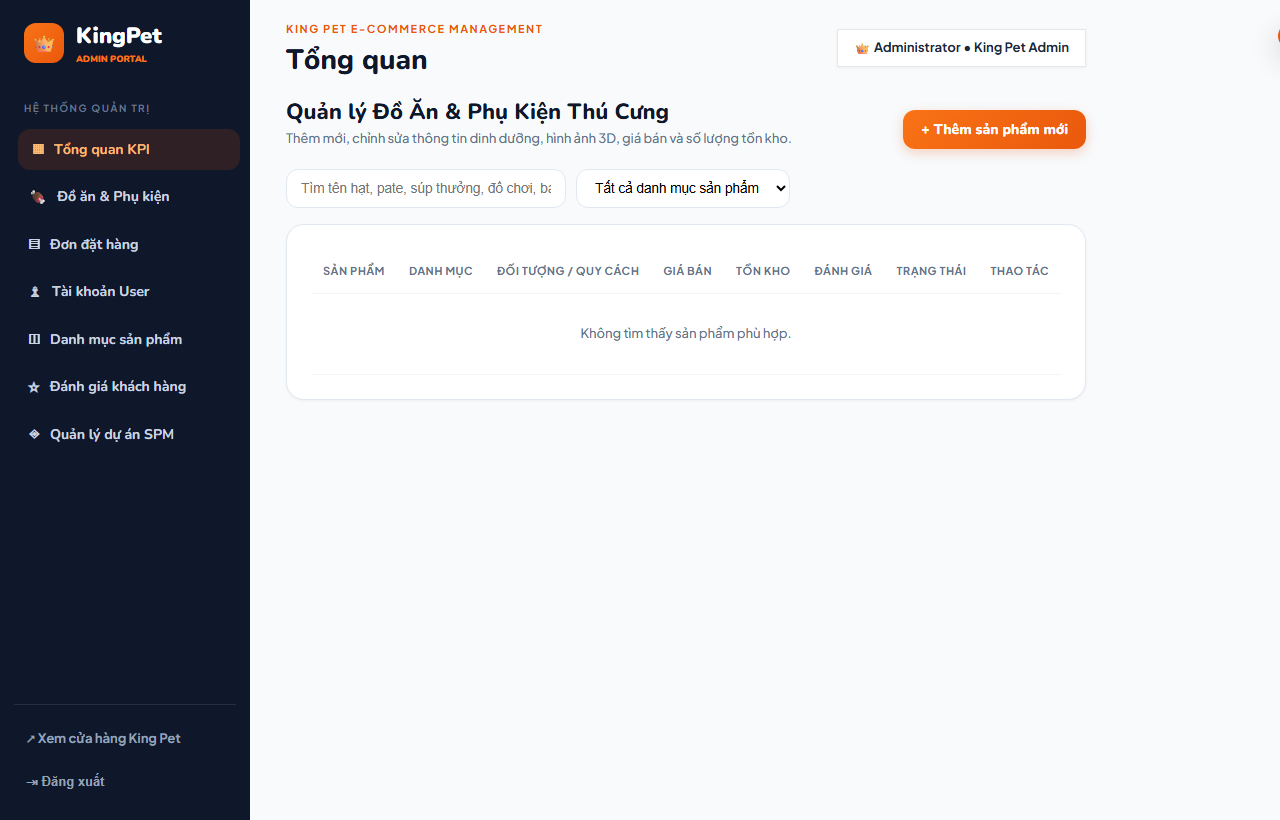 KingPet
ADMIN PORTAL
HỆ THỐNG QUẢN TRỊ
Tổng quan KPI
Đồ ăn & Phụ kiện
Đơn đặt hàng
Tài khoản User
Danh mục sản phẩm
Đánh giá khách hàng
Quản lý dự án SPM
↗ Xem cửa hàng King Pet
⇥ Đăng xuất
KING PET E-COMMERCE MANAGEMENT
Tổng quan
👑 Administrator • King Pet Admin
Quản lý Đồ Ăn & Phụ Kiện Thú Cưng
Thêm mới, chỉnh sửa thông tin dinh dưỡng, hình ảnh 3D, giá bán và số lượng tồn kho.
+ Thêm sản phẩm mới
Tìm tên hạt, pate, súp thưởng, đồ chơi, ba
Tất cả danh mục sản phẩm
SẢN PHẨM DANH MỤC ĐỐI TƯỢNG / QUY CÁCH GIÁ BÁN TỒN KHO ĐÁNH GIÁ TRẠNG THÁI THAO TÁC
Không tìm thấy sản phẩm phù hợp.